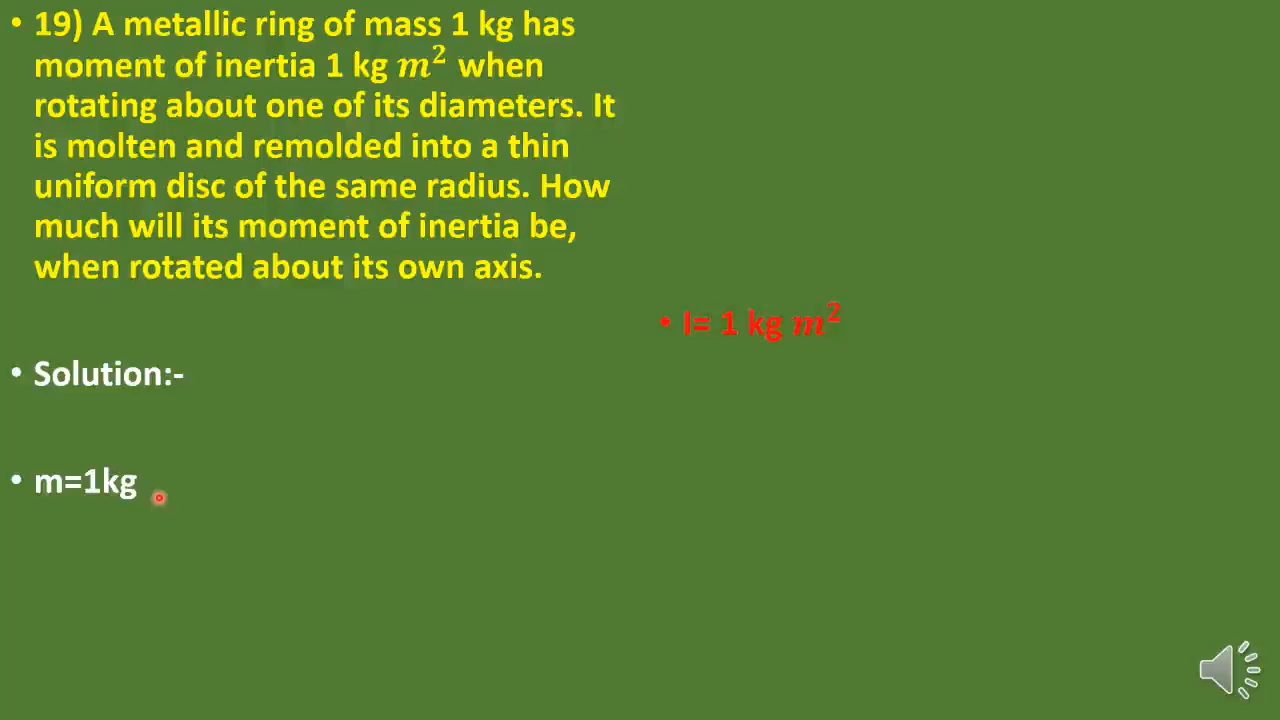 • 19) A metallic ring of mass 1 kg has
moment of inertia 1 kg m² when
rotating about one of its diameters. It
is molten and remolded into a thin
uniform disc of the same radius. How
much will its moment of inertia be,
when rotated about its own axis.
• I= 1 kg m²
• Solution:-
• m=1kg